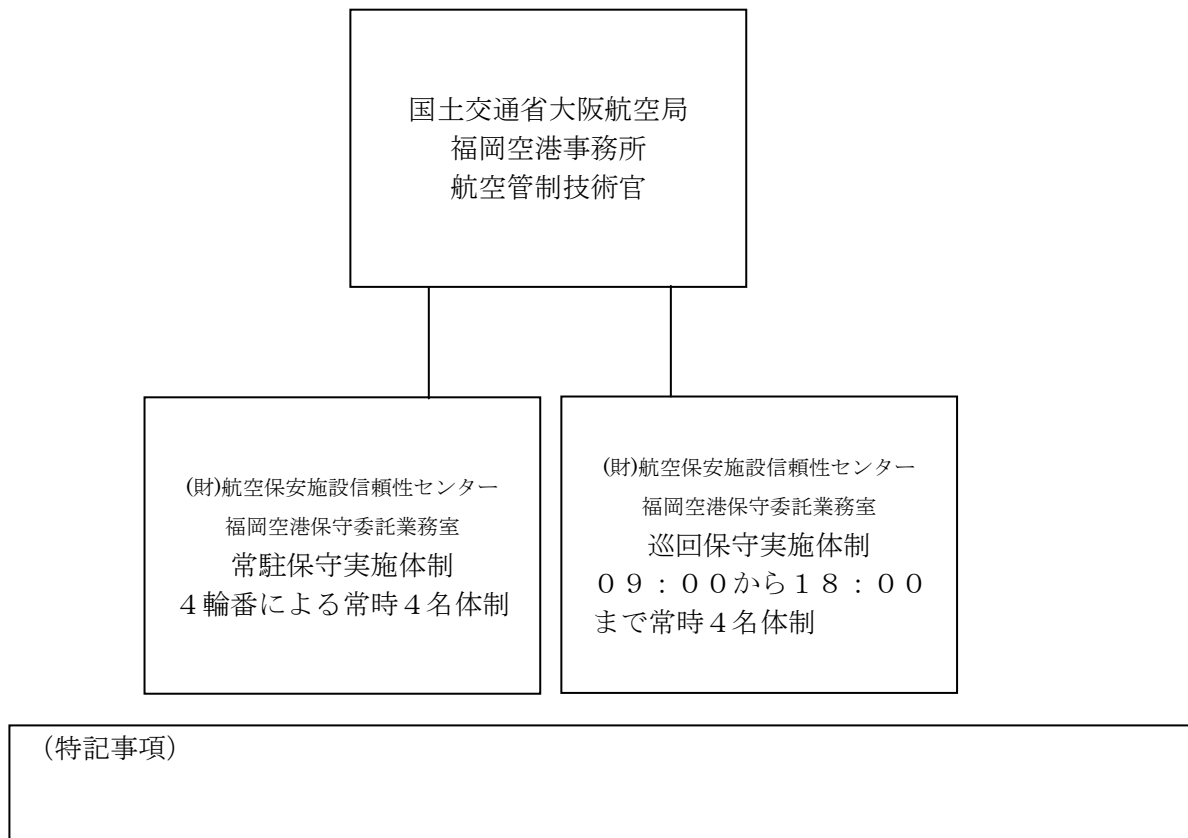 国土交通省大阪航空局
福岡空港事務所
航空管制技術官
(財)航空保安施設信頼性センター
福岡空港保守委託業務室
常駐保守実施体制
４輪番による常時４名体制
(財)航空保安施設信頼性センター
福岡空港保守委託業務室
巡回保守実施体制
０９：００から１８：００
まで常時４名体制
（特記事項）